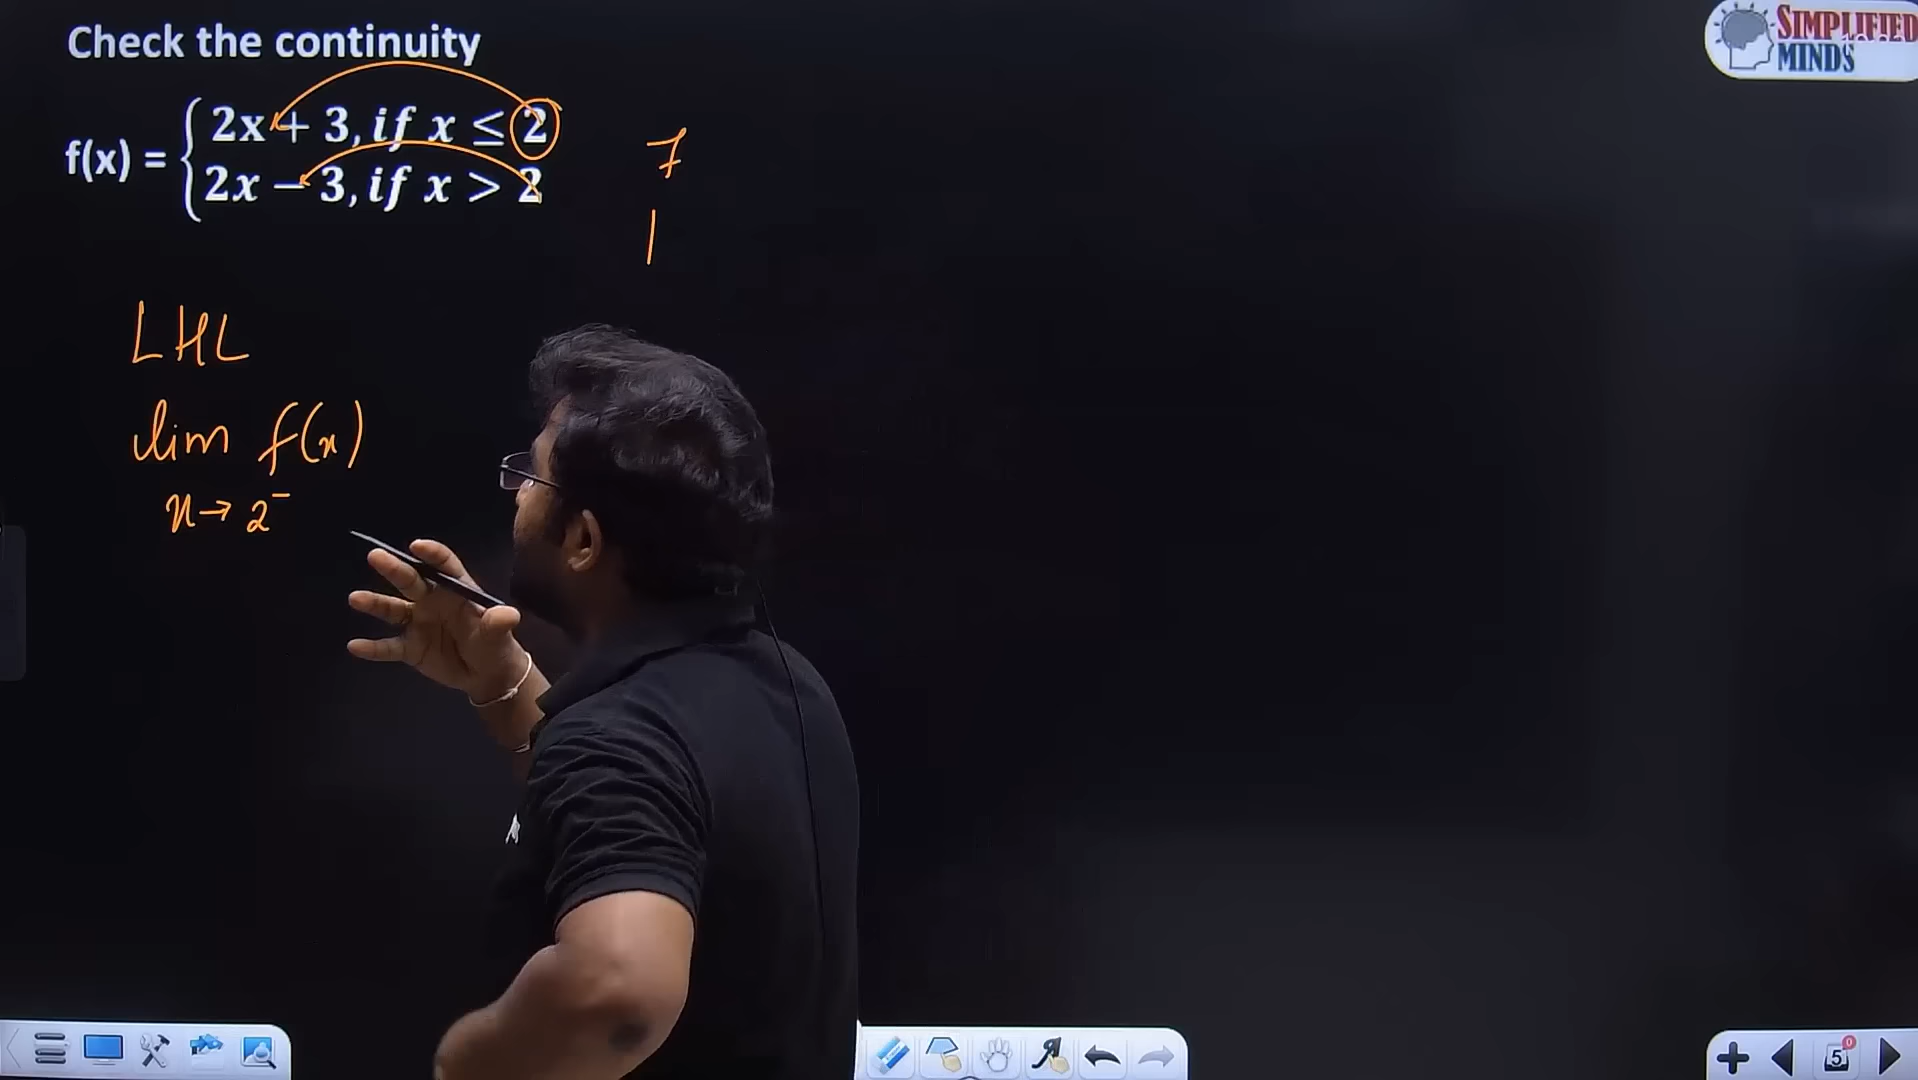 Check the continuity
f(x) = { 2x + 3, if x ≤ 2
2x − 3, if x > 2
7
1
LHL
lim f(x)
x → 2⁻
SIMPLIFIED
MINDS
5
0